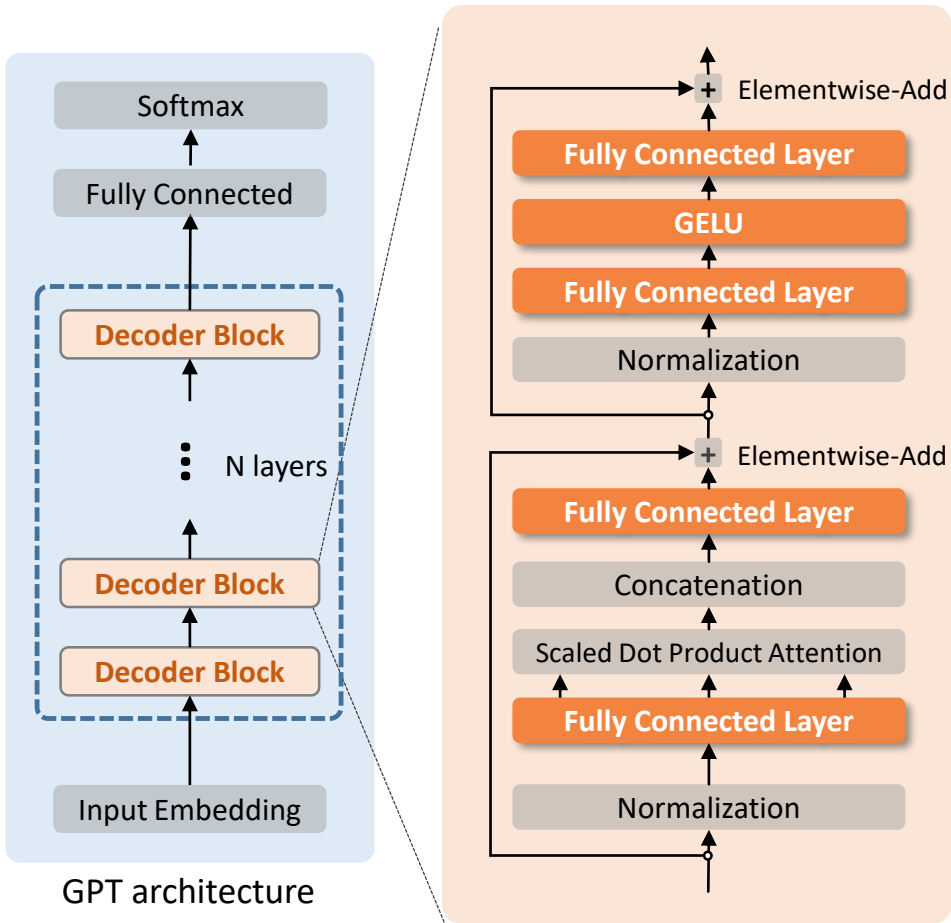 Softmax
Fully Connected
Decoder Block
N layers
Decoder Block
Decoder Block
Input Embedding
GPT architecture
+
Elementwise-Add
Fully Connected Layer
GELU
Fully Connected Layer
Normalization
+
Elementwise-Add
Fully Connected Layer
Concatenation
Scaled Dot Product Attention
Fully Connected Layer
Normalization